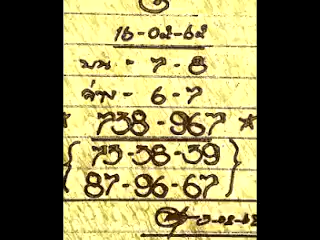 16-02-62
บน - 7-8
ล่าง - 6-7
* 738-967 *
{ 73-38-39 }
87-96-67